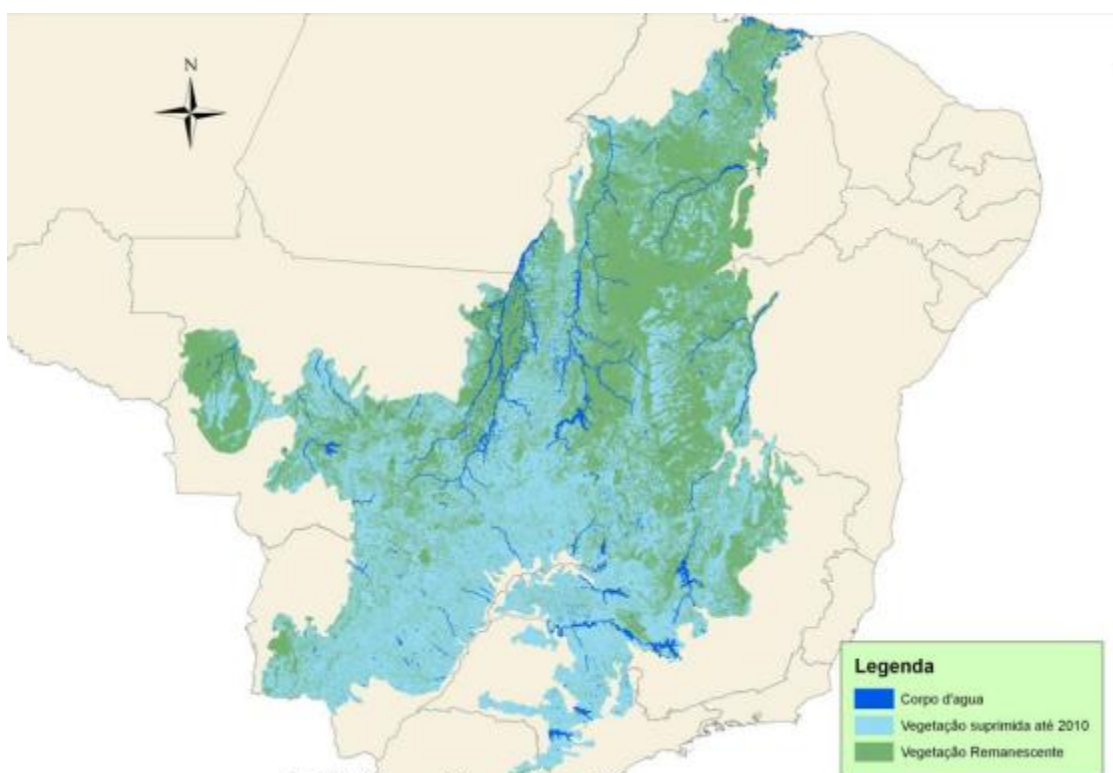 N
Legenda
Corpo d'agua
Vegetação suprimida até 2010
Vegetação Remanescente